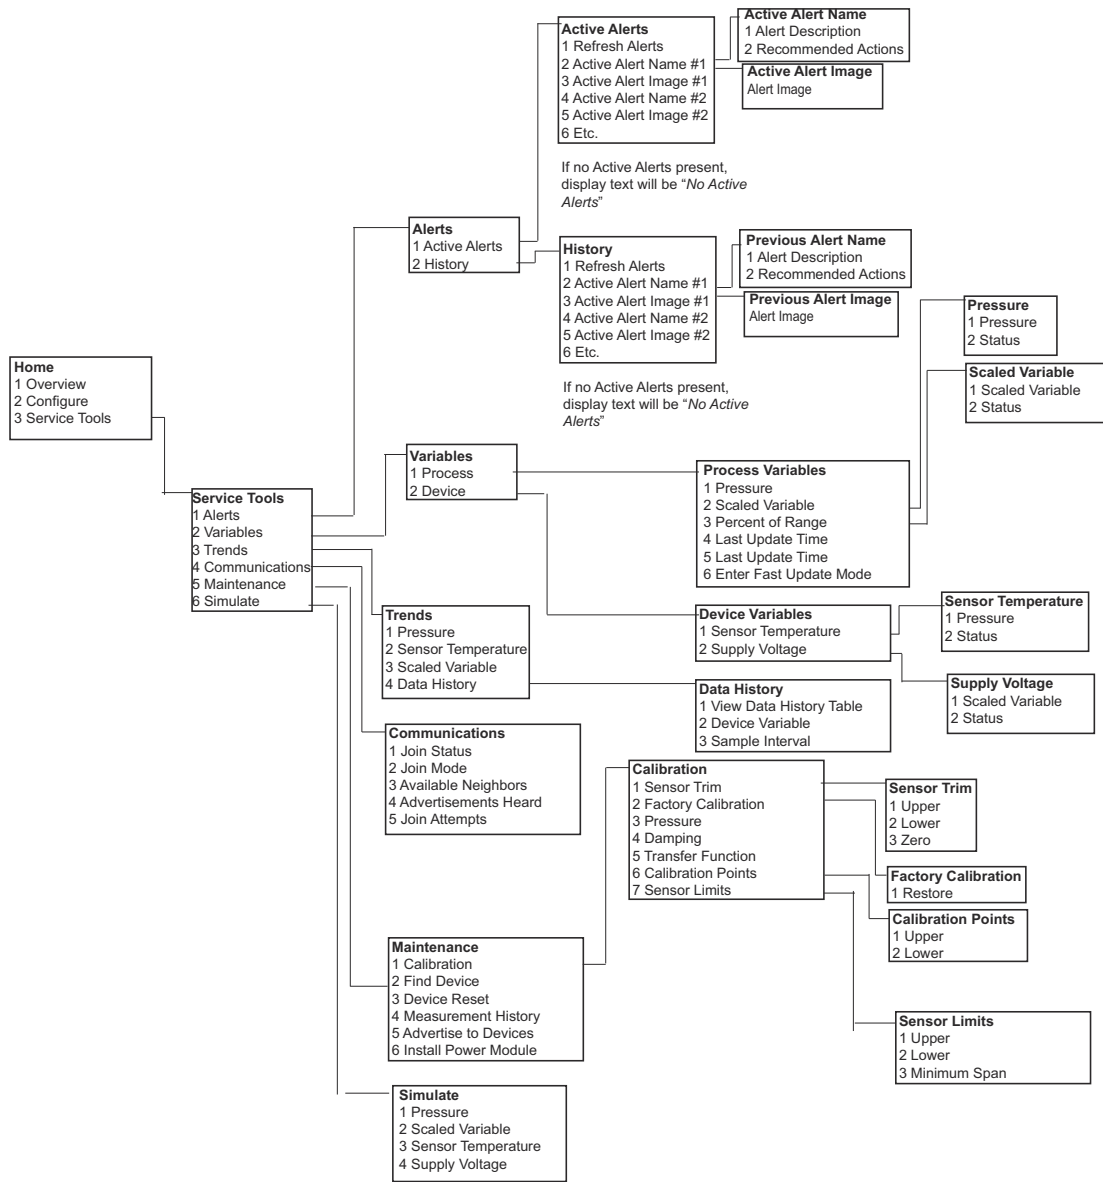 Home
1 Overview
2 Configure
3 Service Tools
Service Tools
1 Alerts
2 Variables
3 Trends
4 Communications
5 Maintenance
6 Simulate
Alerts
1 Active Alerts
2 History
Active Alerts
1 Refresh Alerts
2 Active Alert Name #1
3 Active Alert Image #1
4 Active Alert Name #2
5 Active Alert Image #2
6 Etc.
If no Active Alerts present,
display text will be “No Active
Alerts”
Active Alert Name
1 Alert Description
2 Recommended Actions
Active Alert Image
Alert Image
History
1 Refresh Alerts
2 Active Alert Name #1
3 Active Alert Image #1
4 Active Alert Name #2
5 Active Alert Image #2
6 Etc.
If no Active Alerts present,
display text will be “No Active
Alerts”
Previous Alert Name
1 Alert Description
2 Recommended Actions
Previous Alert Image
Alert Image
Variables
1 Process
2 Device
Process Variables
1 Pressure
2 Scaled Variable
3 Percent of Range
4 Last Update Time
5 Last Update Time
6 Enter Fast Update Mode
Pressure
1 Pressure
2 Status
Scaled Variable
1 Scaled Variable
2 Status
Device Variables
1 Sensor Temperature
2 Supply Voltage
Sensor Temperature
1 Pressure
2 Status
Supply Voltage
1 Scaled Variable
2 Status
Trends
1 Pressure
2 Sensor Temperature
3 Scaled Variable
4 Data History
Data History
1 View Data History Table
2 Device Variable
3 Sample Interval
Communications
1 Join Status
2 Join Mode
3 Available Neighbors
4 Advertisements Heard
5 Join Attempts
Maintenance
1 Calibration
2 Find Device
3 Device Reset
4 Measurement History
5 Advertise to Devices
6 Install Power Module
Calibration
1 Sensor Trim
2 Factory Calibration
3 Pressure
4 Damping
5 Transfer Function
6 Calibration Points
7 Sensor Limits
Sensor Trim
1 Upper
2 Lower
3 Zero
Factory Calibration
1 Restore
Calibration Points
1 Upper
2 Lower
Sensor Limits
1 Upper
2 Lower
3 Minimum Span
Simulate
1 Pressure
2 Scaled Variable
3 Sensor Temperature
4 Supply Voltage